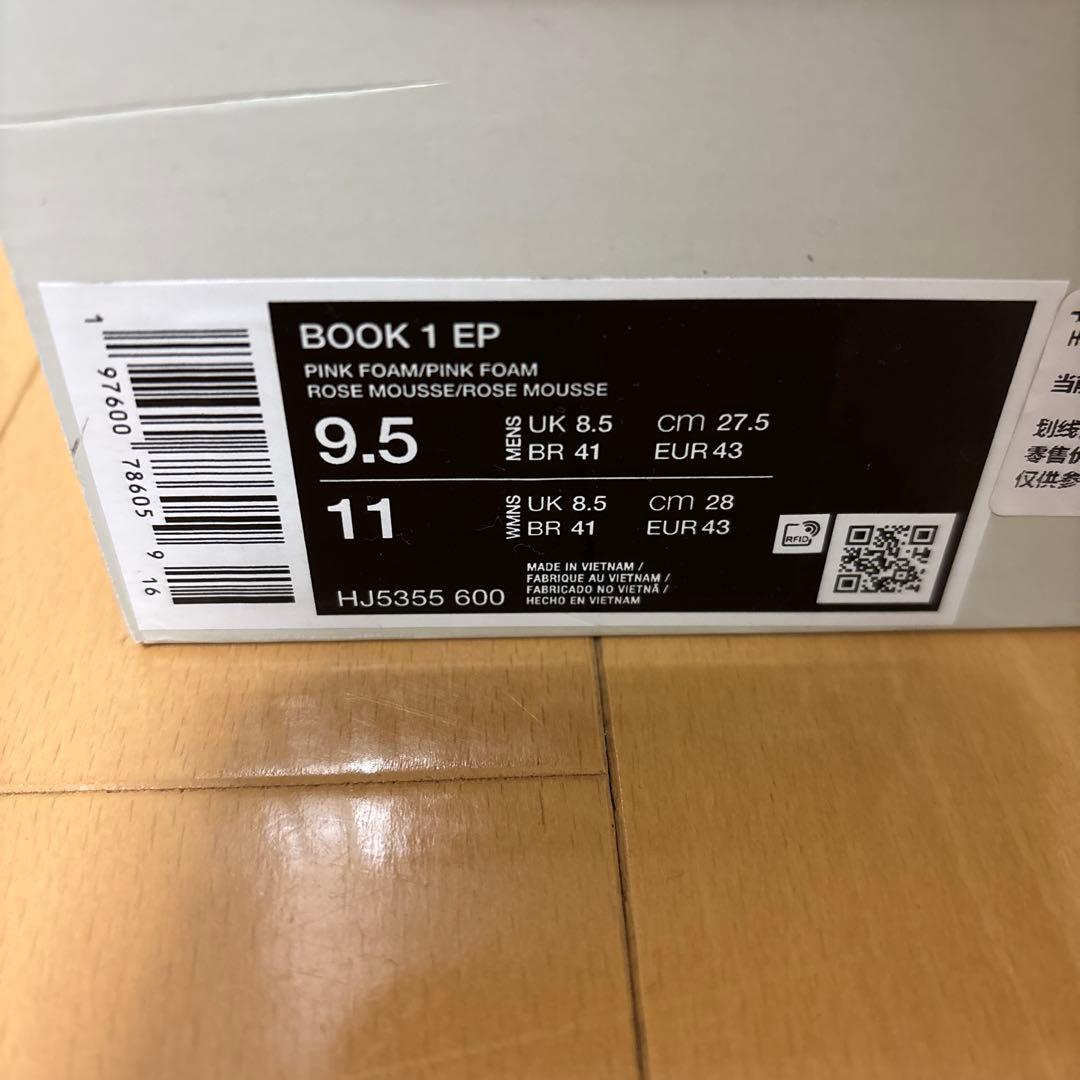 BOOK 1 EP
PINK FOAM/PINK FOAM
ROSE MOUSSE/ROSE MOUSSE
9.5
MENS
UK 8.5 cm 27.5
BR 41 EUR 43
11
WMNS
UK 8.5 cm 28
BR 41 EUR 43
HJ5355 600
MADE IN VIETNAM /
FABRIQUE AU VIETNAM /
FABRICADO NO VIETNÃ /
HECHO EN VIETNAM
RFID
1 97600 78605 9 16
H
当前
划线
零售价
仅供参